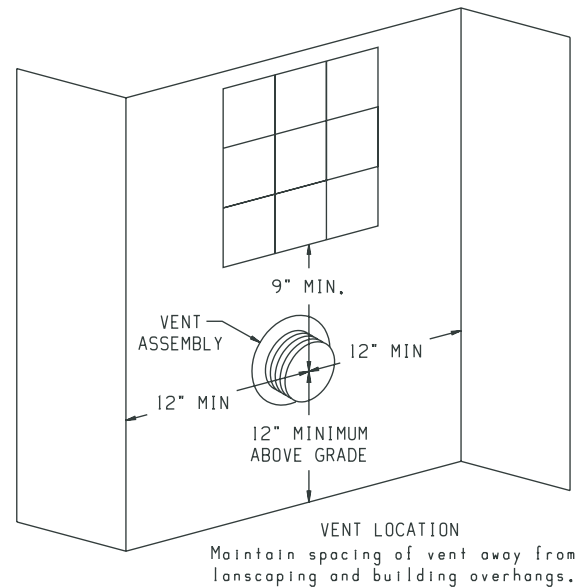 9" MIN.
VENT
ASSEMBLY
12" MIN
12" MIN
12" MINIMUM
ABOVE GRADE
VENT LOCATION
Maintain spacing of vent away from
lanscaping and building overhangs.